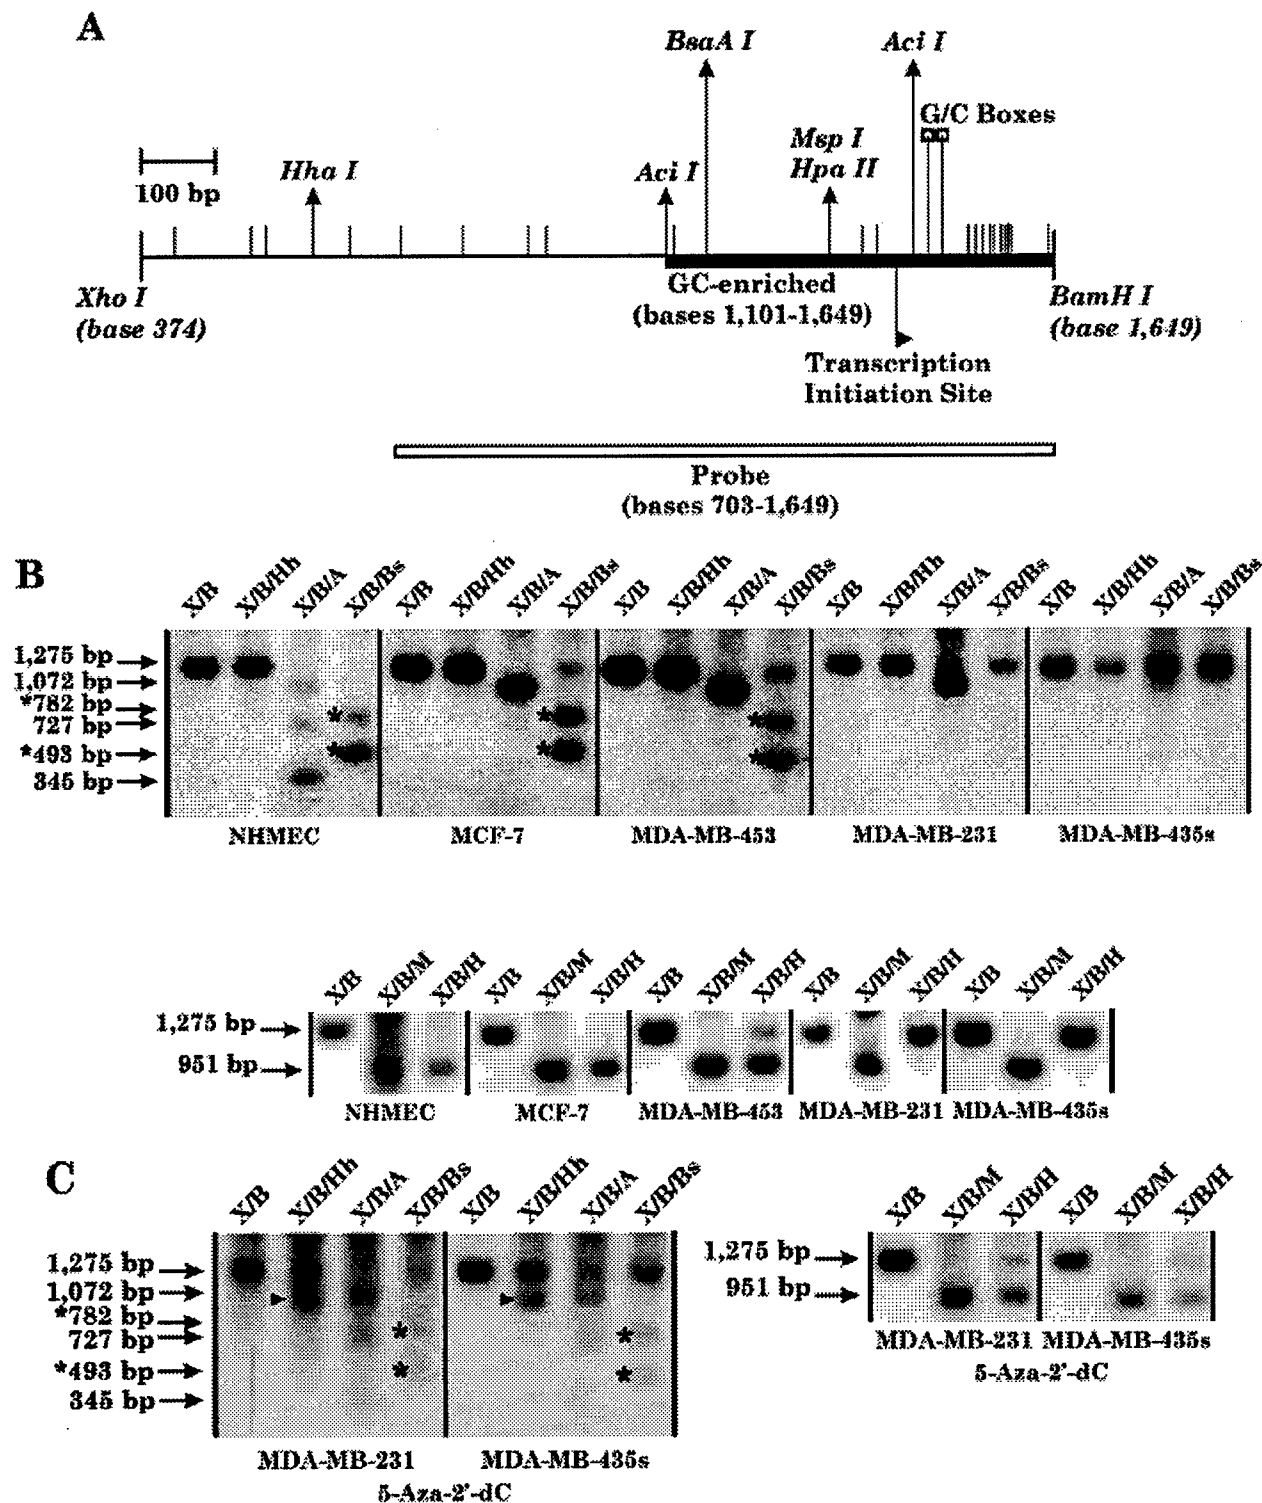 A
BsaA I
Aci I
G/C Boxes
Msp I
Hpa II
Hha I
Aci I
100 bp
Xho I
(base 374)
GC-enriched
(bases 1,101-1,649)
BamH I
(base 1,649)
Transcription
Initiation Site
Probe
(bases 703-1,649)
B
X/B X/B/Hh X/B/A X/B/Bs X/B X/B/Hh X/B/A X/B/Bs X/B X/B/Hh X/B/A X/B/Bs X/B X/B/Hh X/B/A X/B/Bs X/B X/B/Hh X/B/A X/B/Bs
1,275 bp
1,072 bp
*782 bp
727 bp
*493 bp
345 bp
* * * * * *
NHMEC MCF-7 MDA-MB-453 MDA-MB-231 MDA-MB-435s
X/B X/B/M X/B/H X/B X/B/M X/B/H X/B X/B/M X/B/H X/B X/B/M X/B/H X/B X/B/M X/B/H
1,275 bp
951 bp
NHMEC MCF-7 MDA-MB-453 MDA-MB-231 MDA-MB-435s
C
X/B X/B/Hh X/B/A X/B/Bs X/B X/B/Hh X/B/A X/B/Bs
1,275 bp
1,072 bp
*782 bp
727 bp
*493 bp
345 bp
* * * *
MDA-MB-231 MDA-MB-435s
5-Aza-2'-dC
X/B X/B/M X/B/H X/B X/B/M X/B/H
1,275 bp
951 bp
MDA-MB-231 MDA-MB-435s
5-Aza-2'-dC